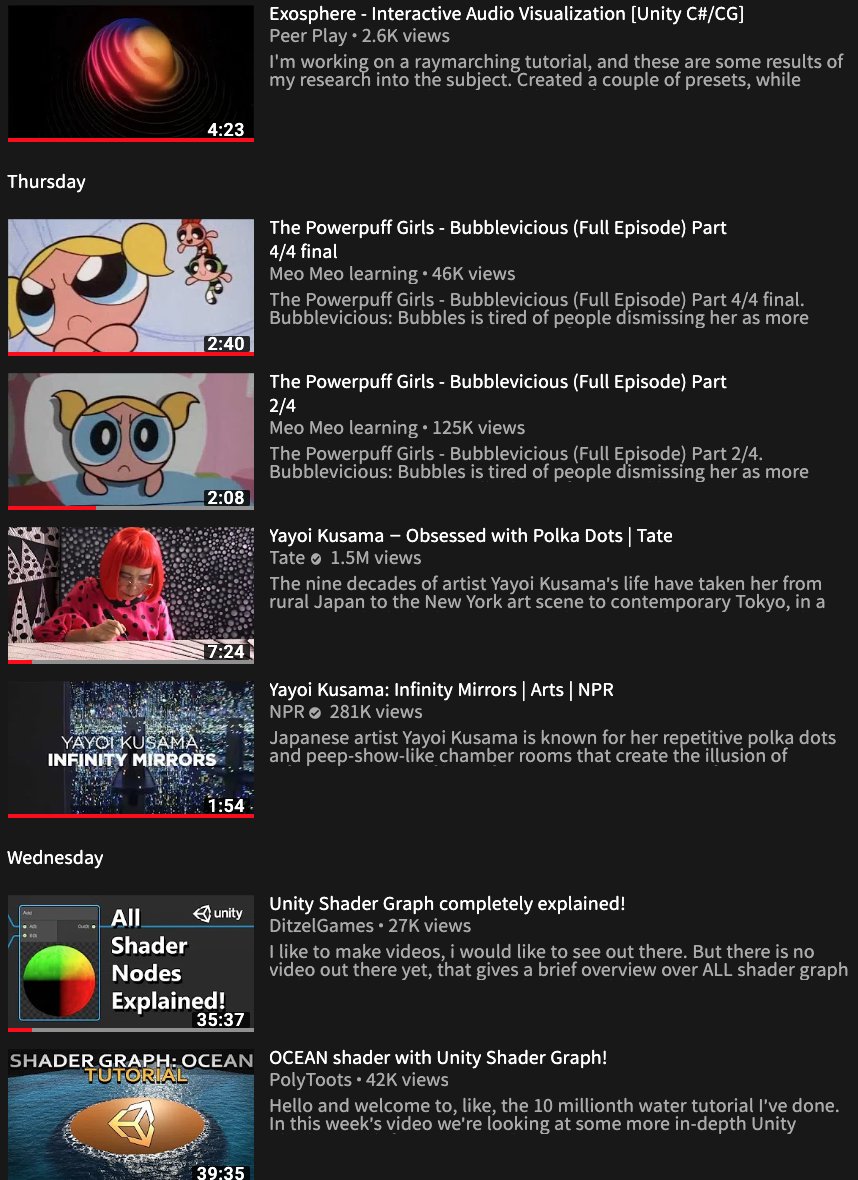 Exosphere - Interactive Audio Visualization [Unity C#/CG]
Peer Play • 2.6K views
I'm working on a raymarching tutorial, and these are some results of
my research into the subject. Created a couple of presets, while
4:23
Thursday
The Powerpuff Girls - Bubblevicious (Full Episode) Part
4/4 final
Meo Meo learning • 46K views
The Powerpuff Girls - Bubblevicious (Full Episode) Part 4/4 final.
Bubblevicious: Bubbles is tired of people dismissing her as more
2:40
The Powerpuff Girls - Bubblevicious (Full Episode) Part
2/4
Meo Meo learning • 125K views
The Powerpuff Girls - Bubblevicious (Full Episode) Part 2/4.
Bubblevicious: Bubbles is tired of people dismissing her as more
2:08
Yayoi Kusama – Obsessed with Polka Dots | Tate
Tate 1.5M views
The nine decades of artist Yayoi Kusama's life have taken her from
rural Japan to the New York art scene to contemporary Tokyo, in a
7:24
Yayoi Kusama: Infinity Mirrors | Arts | NPR
NPR 281K views
Japanese artist Yayoi Kusama is known for her repetitive polka dots
and peep-show-like chamber rooms that create the illusion of
YAYOI KUSAMA
INFINITY MIRRORS
1:54
Wednesday
Unity Shader Graph completely explained!
DitzelGames • 27K views
I like to make videos, i would like to see out there. But there is no
video out there yet, that gives a brief overview over ALL shader graph
unity
All
Shader
Nodes
Explained!
35:37
OCEAN shader with Unity Shader Graph!
PolyToots • 42K views
Hello and welcome to, like, the 10 millionth water tutorial I've done.
In this week's video we're looking at some more in-depth Unity
SHADER GRAPH: OCEAN
TUTORIAL
39:35